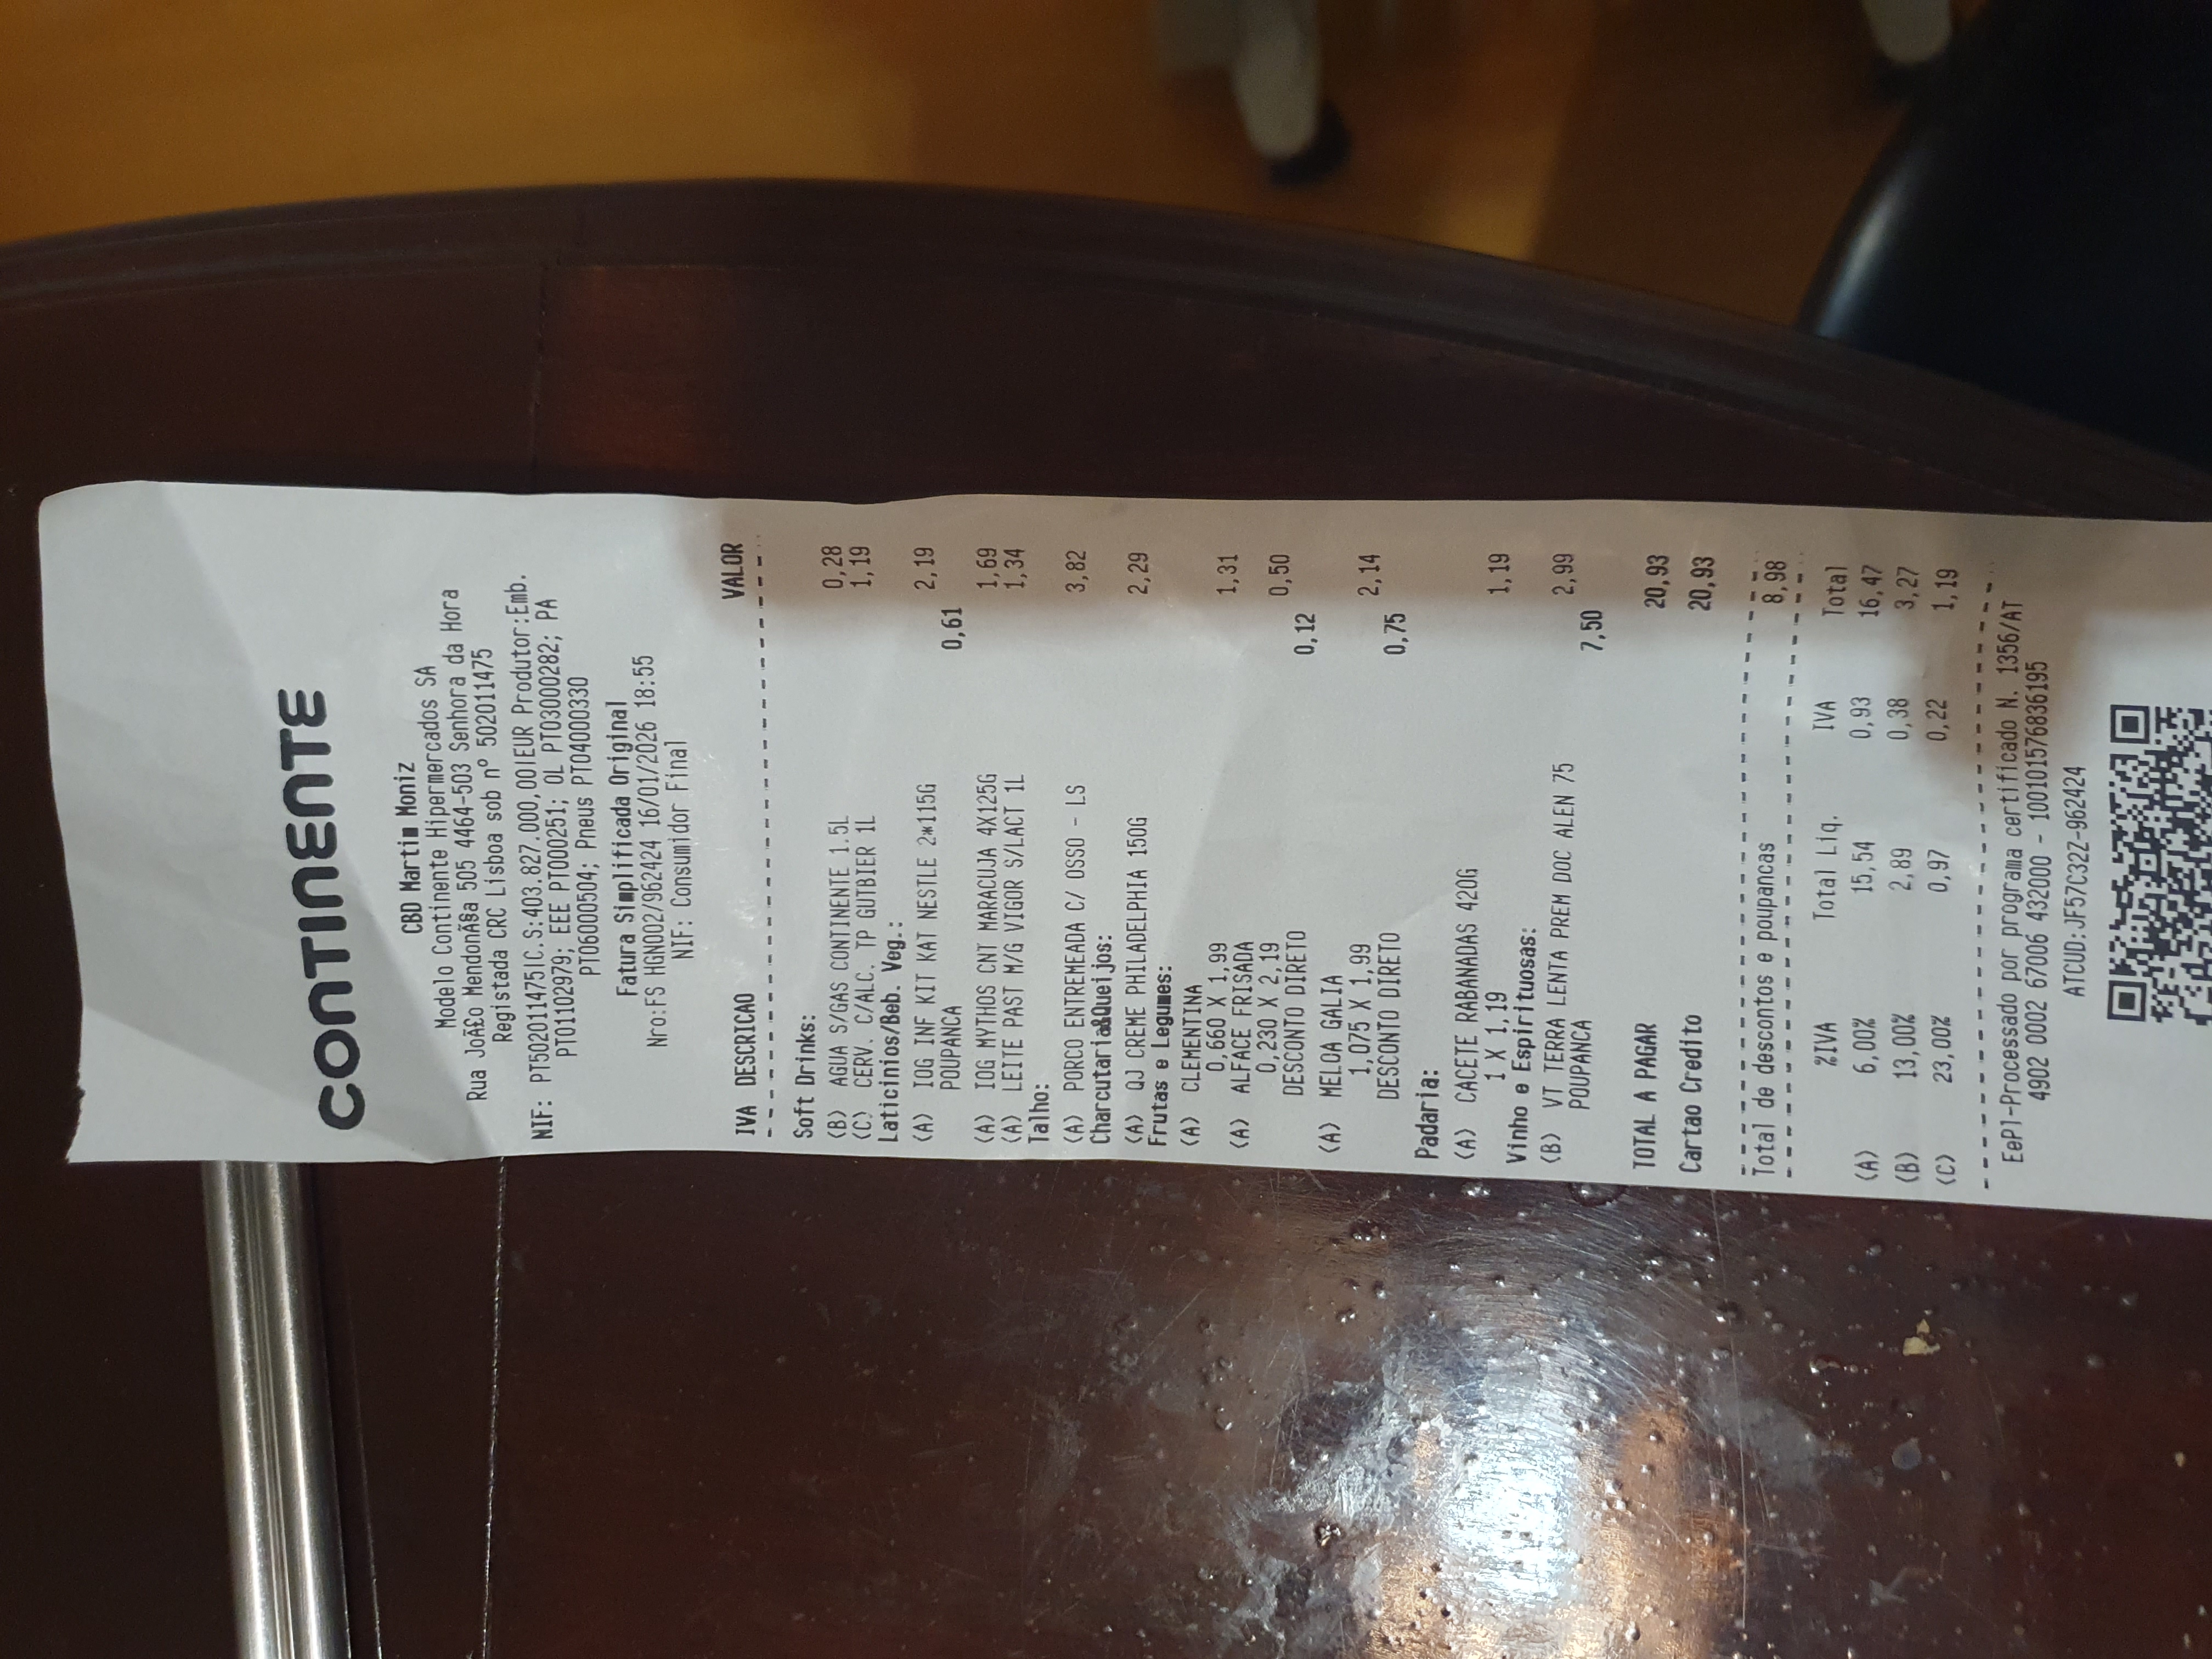 CONTINENTE
CBD Martim Moniz
Modelo Continente Hipermercados SA
Rua JoÃ£o MendonÃ§a 505 4464-503 Senhora da Hora
Registada CRC Lisboa sob nº 502011475
NIF: PT502011475|C.S:403.827.000,00|EUR Produtor:Emb.
PT01102979; EEE PT000251; OL PT03000282; PA
PT06000504; Pneus PT04000330
Fatura Simplificada Original
Nro:FS HGN002/962424 16/01/2026 18:55
NIF: Consumidor Final
IVA DESCRICAO VALOR
Soft Drinks:
(B) AGUA S/GAS CONTINENTE 1.5L 0,28
(C) CERV. C/ALC. TP GUTBIER 1L 1,19
Laticinios/Beb. Veg.:
(A) IOG INF KIT KAT NESTLE 2*115G 2,19
POUPANCA 0,61
(A) IOG MYTHOS CNT MARACUJA 4X125G 1,69
(A) LEITE PAST M/G VIGOR S/LACT 1L 1,34
Talho:
(A) PORCO ENTREMEADA C/ OSSO - LS 3,82
Charcutaria&Queijos:
(A) QJ CREME PHILADELPHIA 150G 2,29
Frutas e Legumes:
(A) CLEMENTINA
0,660 X 1,99 1,31
(A) ALFACE FRISADA
0,230 X 2,19 0,50
DESCONTO DIRETO 0,12
(A) MELOA GALIA
1,075 X 1,99 2,14
DESCONTO DIRETO 0,75
Padaria:
(A) CACETE RABANADAS 420G
1 X 1,19 1,19
Vinho e Espirituosas:
(B) VT TERRA LENTA PREM DOC ALEN 75 2,99
POUPANCA 7,50
TOTAL A PAGAR 20,93
Cartao Credito 20,93
Total de descontos e poupancas 8,98
%IVA Total Liq. IVA Total
(A) 6,00% 15,54 0,93 16,47
(B) 13,00% 2,89 0,38 3,27
(C) 23,00% 0,97 0,22 1,19
EeP1-Processado por programa certificado N. 1356/AT
4902 0002 67006 432000 - 1001015768361​95
ATCUD:JF57C32Z-962424